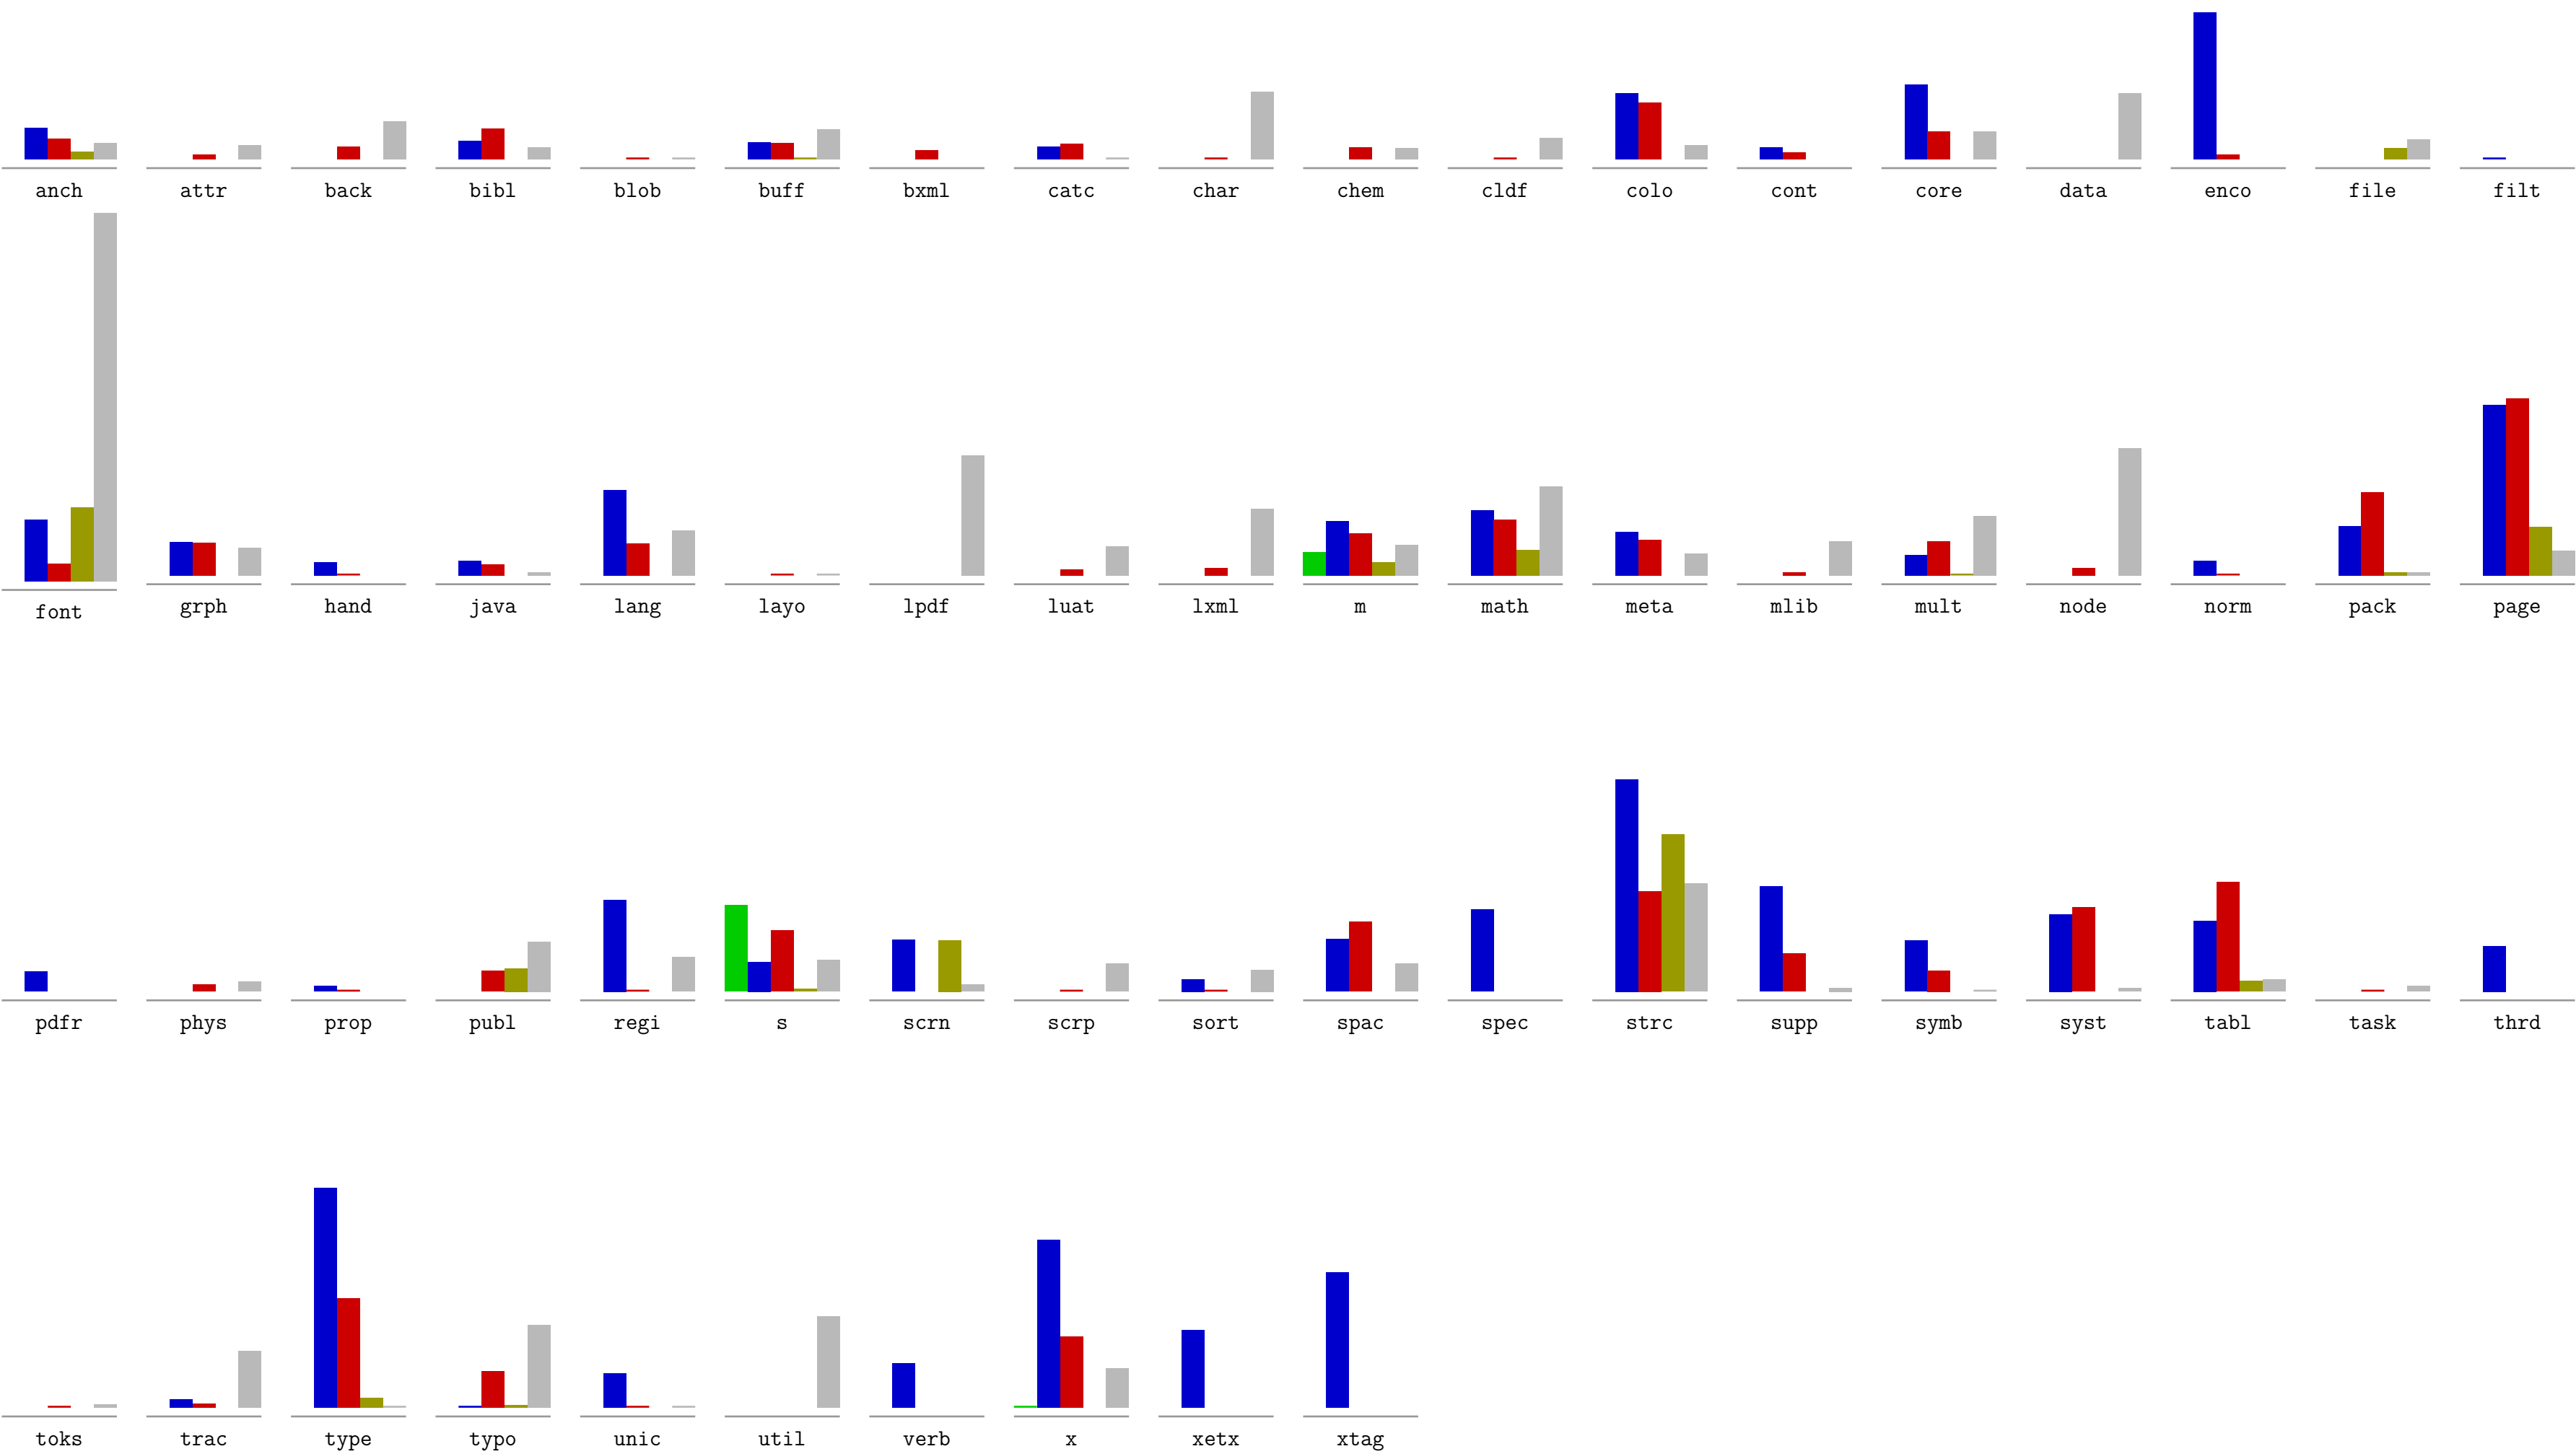 anch attr back bibl blob buff bxml catc char chem cldf colo cont core data enco file filt
font grph hand java lang layo lpdf luat lxml m math meta mlib mult node norm pack page
pdfr phys prop publ regi s scrn scrp sort spac spec strc supp symb syst tabl task thrd
toks trac type typo unic util verb x xetx xtag